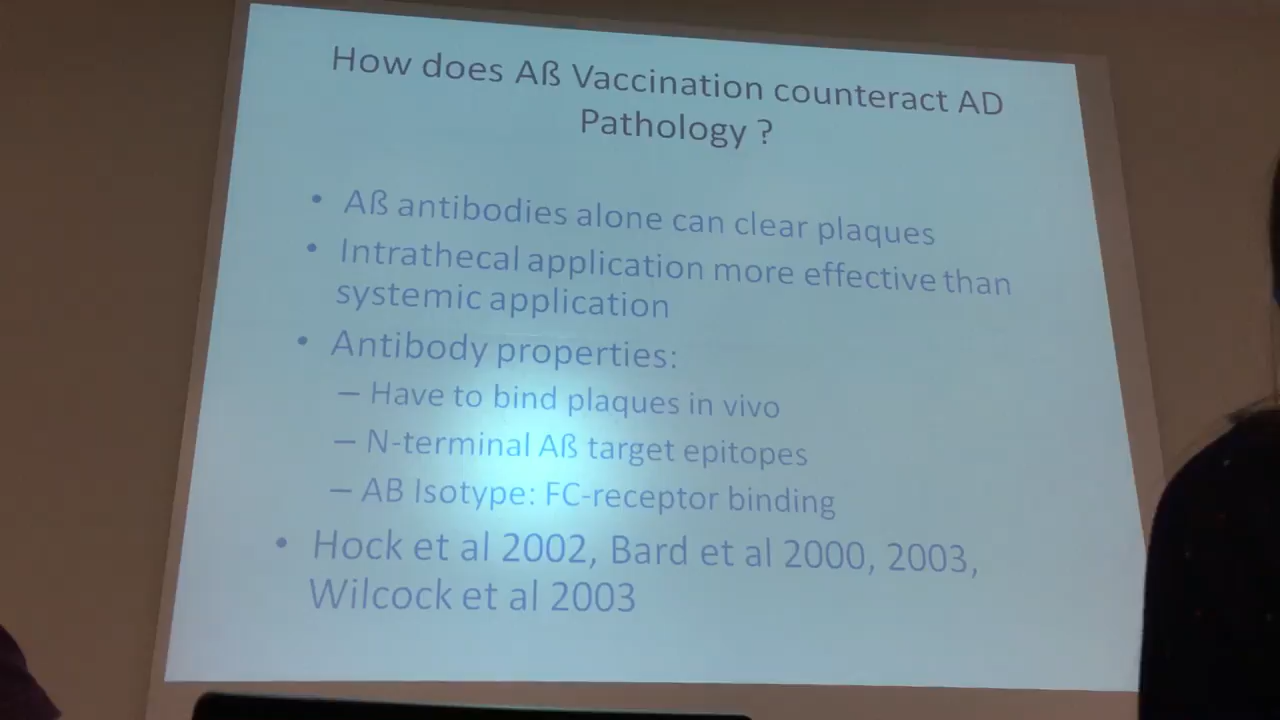 How does Aß Vaccination counteract AD
Pathology ?
• Aß antibodies alone can clear plaques
• Intrathecal application more effective than
systemic application
• Antibody properties:
– Have to bind plaques in vivo
– N-terminal Aß target epitopes
– AB Isotype: FC-receptor binding
• Hock et al 2002, Bard et al 2000, 2003,
Wilcock et al 2003